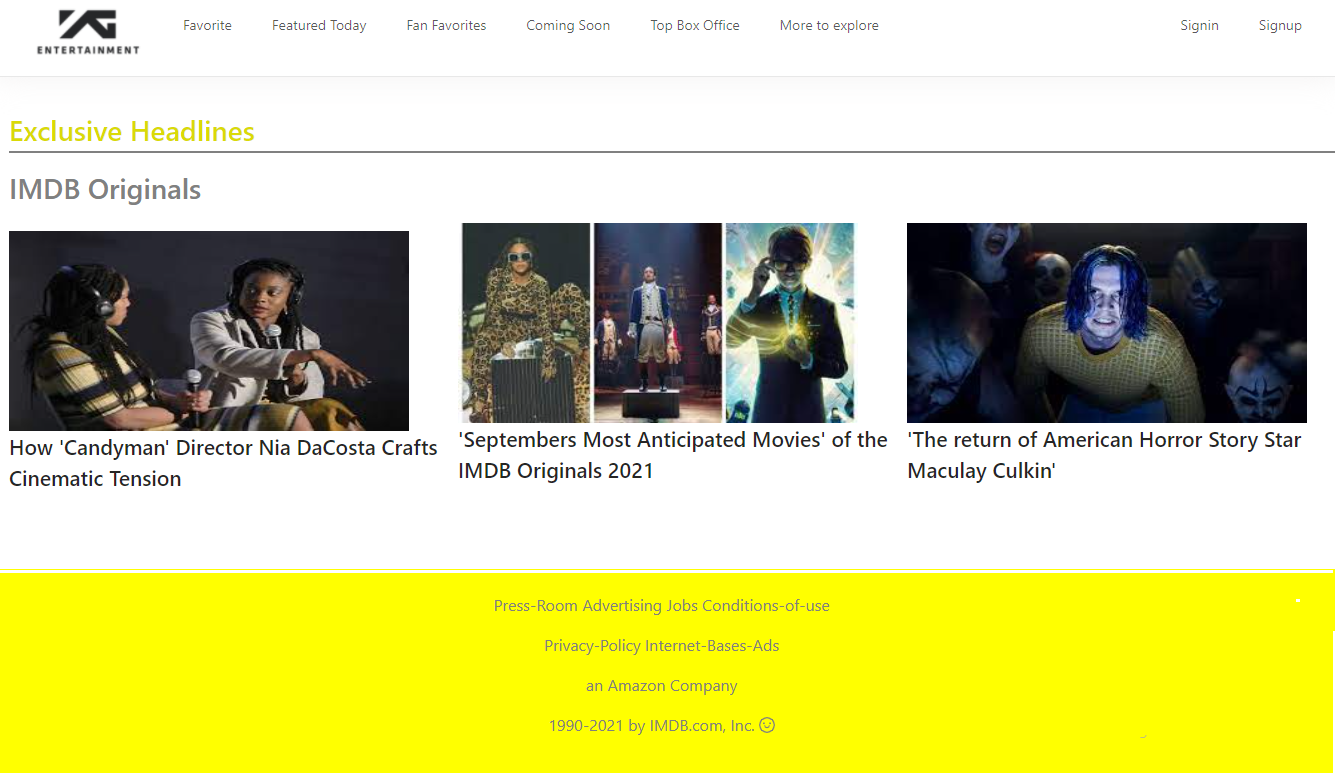 YG
ENTERTAINMENT
Favorite Featured Today Fan Favorites Coming Soon Top Box Office More to explore Signin Signup
Exclusive Headlines
IMDB Originals
How 'Candyman' Director Nia DaCosta Crafts
Cinematic Tension
'Septembers Most Anticipated Movies' of the
IMDB Originals 2021
'The return of American Horror Story Star
Maculay Culkin'
Press-Room Advertising Jobs Conditions-of-use
Privacy-Policy Internet-Bases-Ads
an Amazon Company
1990-2021 by IMDB.com, Inc.